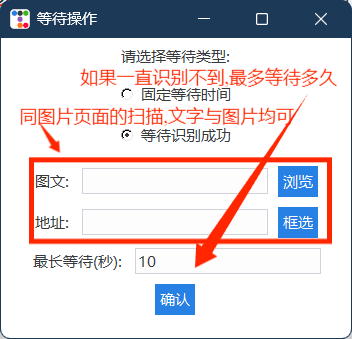 等待操作
请选择等待类型:
如果一直识别不到,最多等待多久
固定等待时间
同图片页面的扫描,文字与图片均可
等待识别成功
图文:
浏览
地址:
框选
最长等待(秒):
10
确认